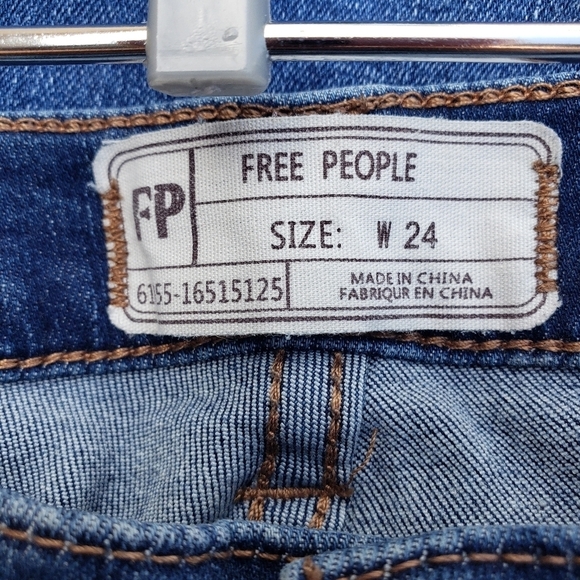 FP
FREE PEOPLE
SIZE: W 24
6155-16515125
MADE IN CHINA
FABRIQUR EN CHINA